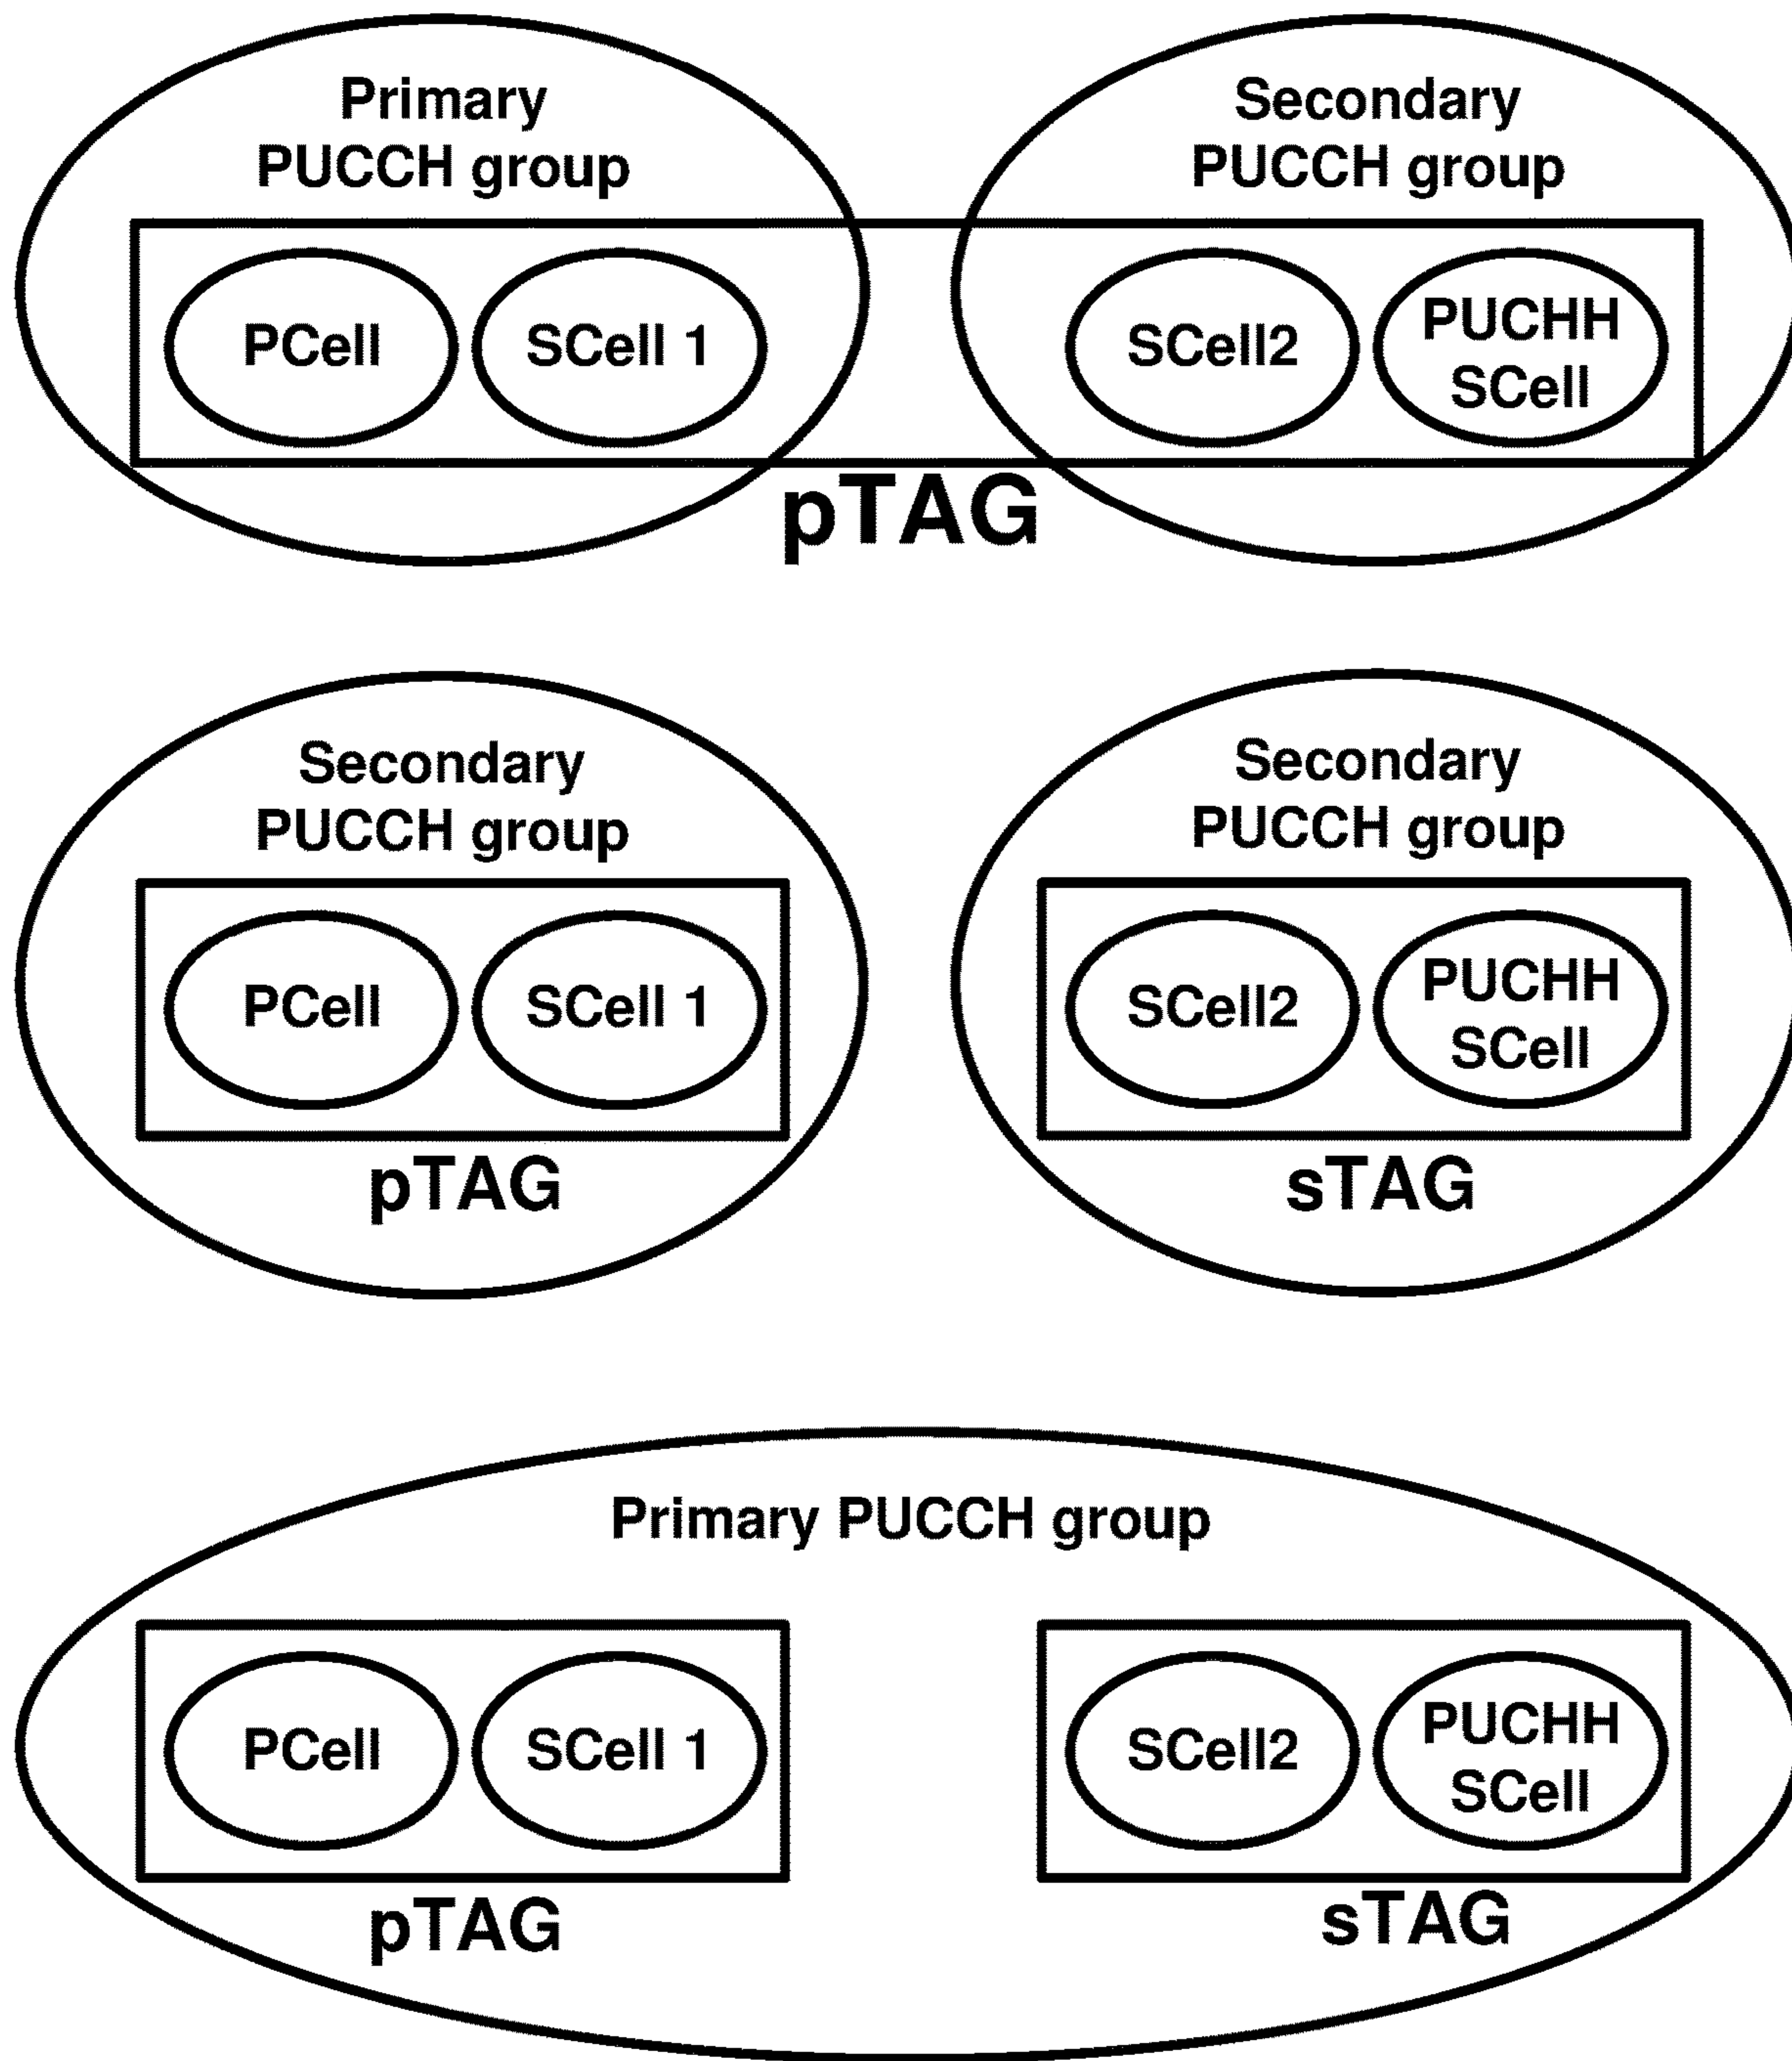 Primary
PUCCH group
Secondary
PUCCH group
PCell
SCell 1
SCell2
PUCHH
SCell
pTAG
Secondary
PUCCH group
Secondary
PUCCH group
PCell
SCell 1
SCell2
PUCHH
SCell
pTAG
sTAG
Primary PUCCH group
PCell
SCell 1
SCell2
PUCHH
SCell
pTAG
sTAG